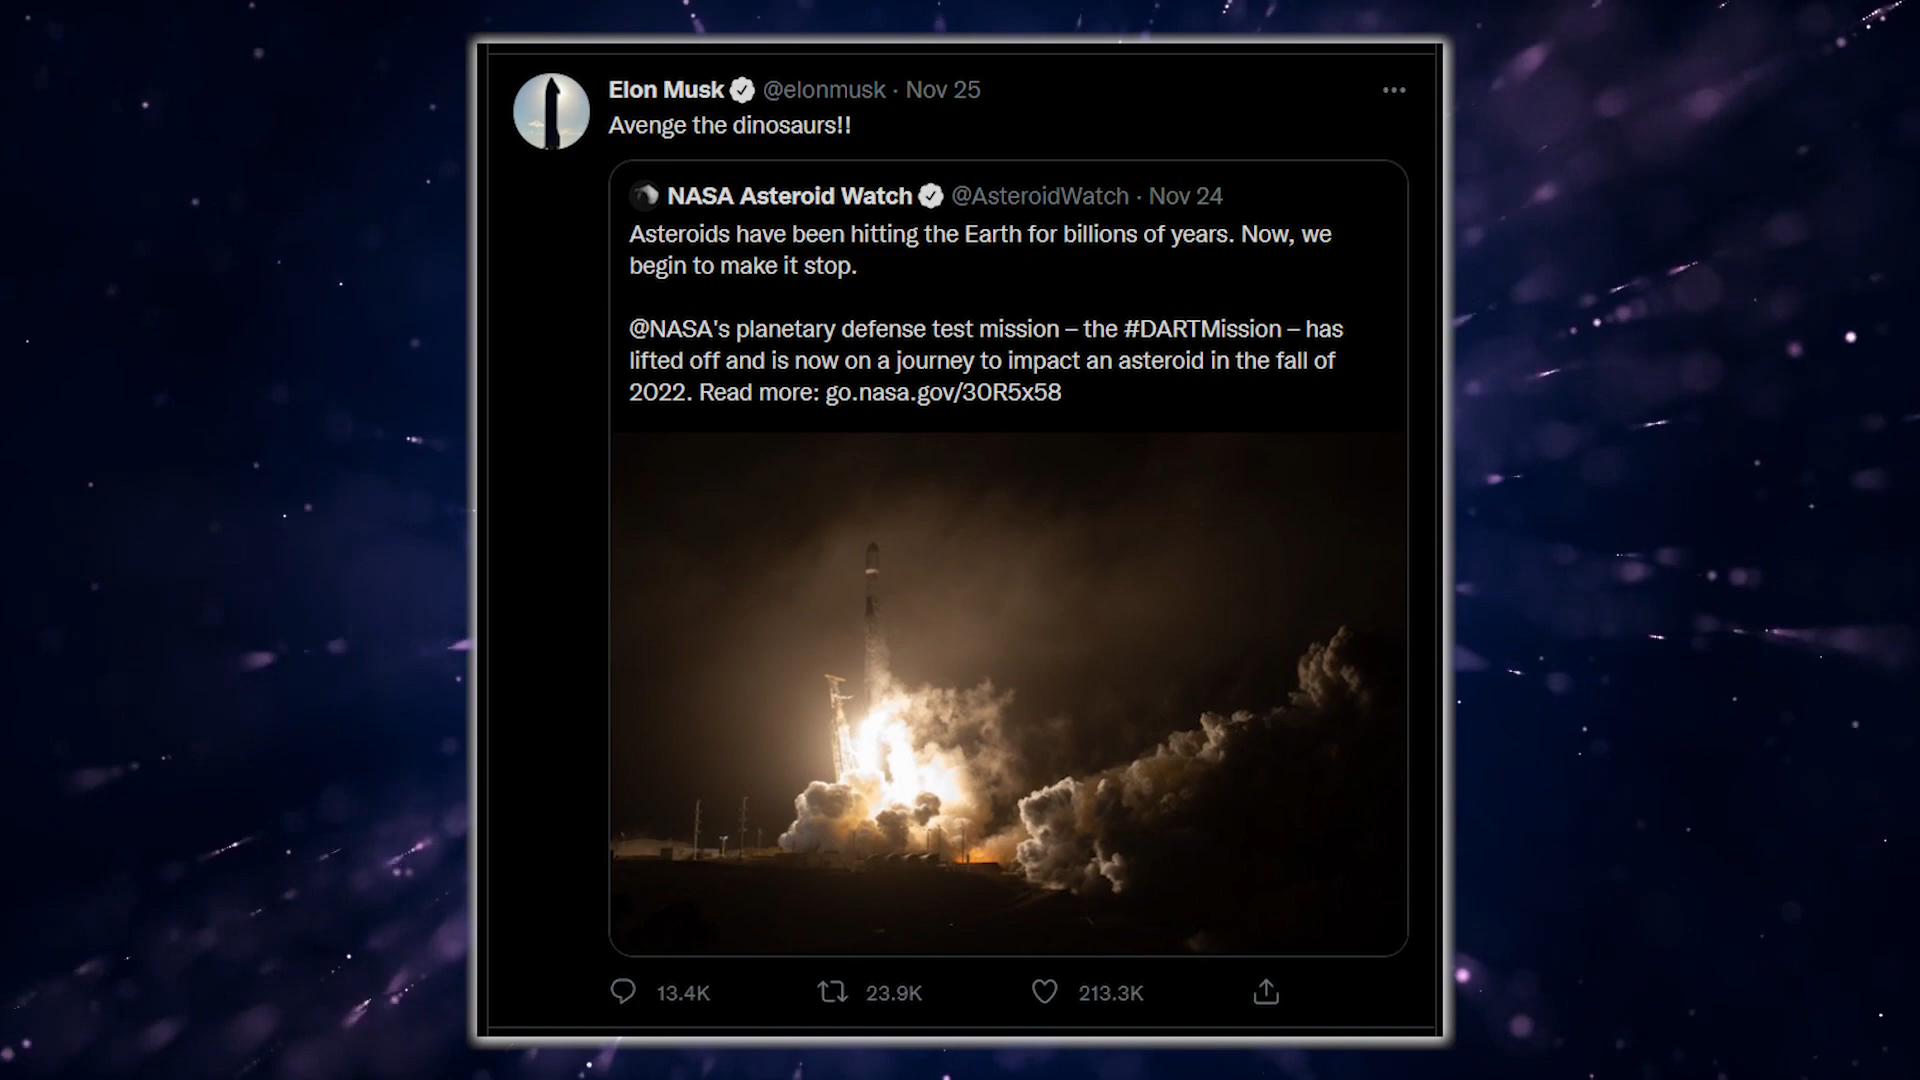 Elon Musk @elonmusk · Nov 25
Avenge the dinosaurs!!
NASA Asteroid Watch @AsteroidWatch · Nov 24
Asteroids have been hitting the Earth for billions of years. Now, we
begin to make it stop.
@NASA's planetary defense test mission – the #DARTMission – has
lifted off and is now on a journey to impact an asteroid in the fall of
2022. Read more: go.nasa.gov/3OR5x58
13.4K 23.9K 213.3K